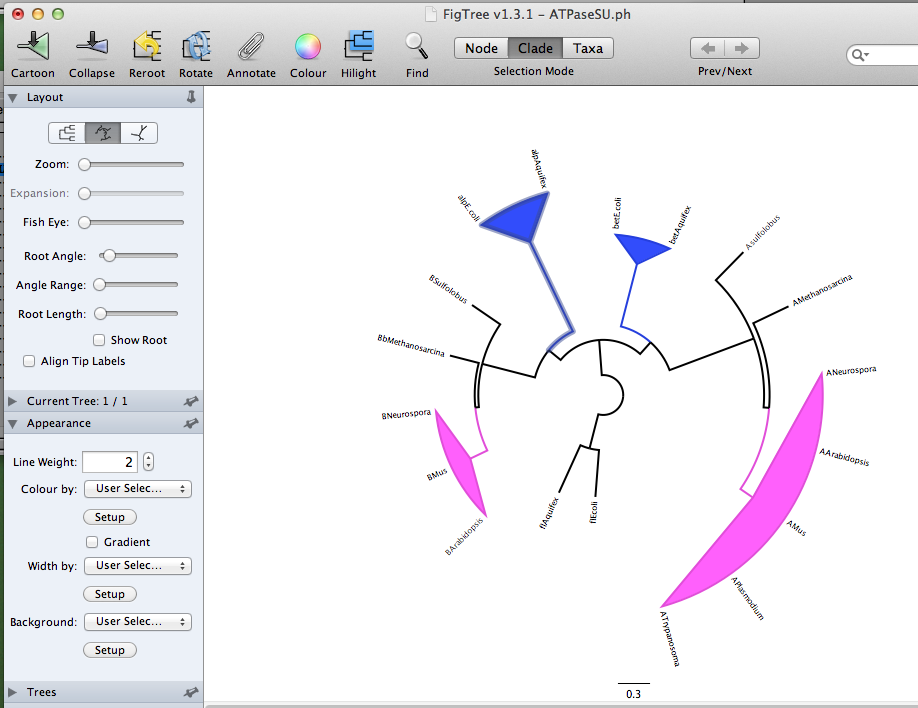 FigTree v1.3.1 – ATPaseSU.ph
Cartoon Collapse Reroot Rotate Annotate Colour Hilight Find
Node Clade Taxa
Selection Mode
Prev/Next
Layout
Zoom:
Expansion:
Fish Eye:
Root Angle:
Angle Range:
Root Length:
Show Root
Align Tip Labels
Current Tree: 1 / 1
Appearance
Line Weight: 2
Colour by: User Selec...
Setup
Gradient
Width by: User Selec...
Setup
Background: User Selec...
Setup
Trees
alpAquifex
alpE.coli
betE.coli
betAquifex
Asulfolobus
BSulfolobus
AMethanosarcina
BbMethanosarcina
ANeurospora
BNeurospora
AArabidopsis
BMus
AMus
BArabidopsis
flAquifex
flEcoli
APlasmodium
ATrypanosoma
0.3